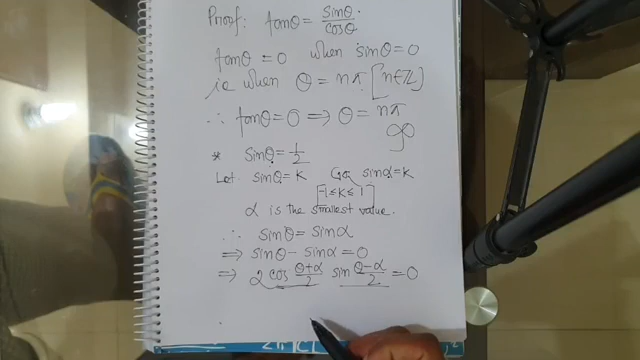 Proof: tanθ = sinθ/cosθ.
tanθ = 0 when sinθ = 0
ie when θ = nπ. [n∈ℤ]
∴ tanθ = 0 ⟹ θ = nπ
* sinθ = 1/2
Let sinθ = K sinα = K
-1 ≤ K ≤ 1
α is the smallest value.
∴ sinθ = sinα
⟹ sinθ - sinα = 0
⟹ 2 cos (θ+α)/2 sin (θ-α)/2 = 0